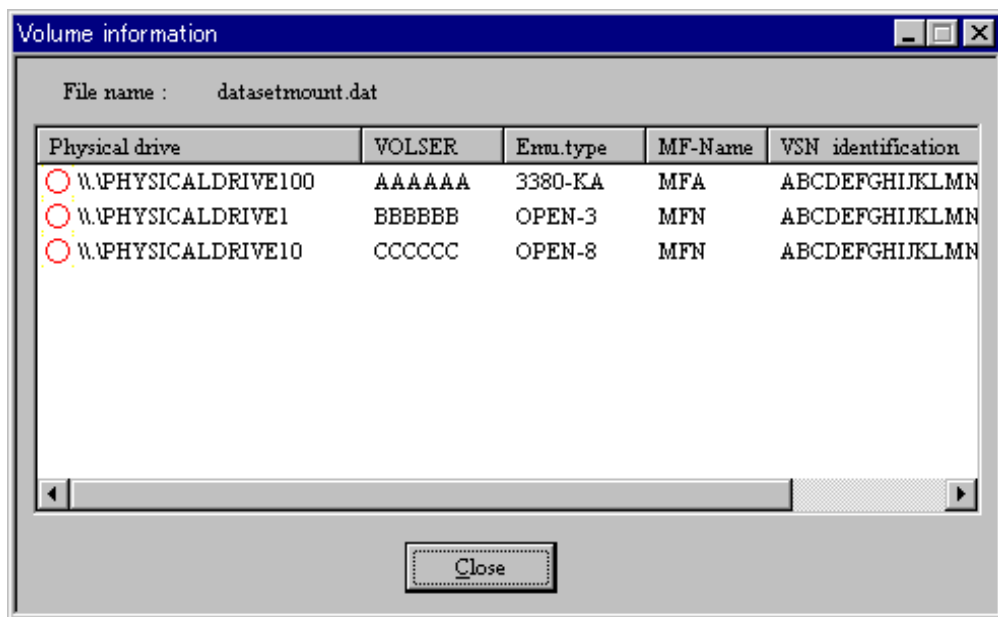 Volume information
File name : datasetmount.dat
Physical drive VOLSER Emu.type MF-Name VSN identification
\\.\PHYSICALDRIVE100 AAAAAA 3380-KA MFA ABCDEFGHIJKLMN
\\.\PHYSICALDRIVE1 BBBBBB OPEN-3 MFN ABCDEFGHIJKLMN
\\.\PHYSICALDRIVE10 CCCCCC OPEN-8 MFN ABCDEFGHIJKLMN
Close